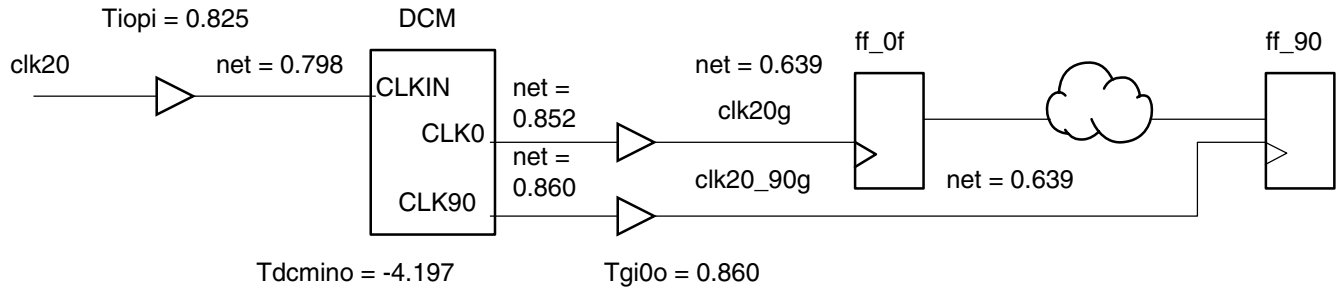 Tiopi = 0.825
DCM
ff_0f
ff_90
clk20
net = 0.798
net = 0.639
CLKIN
net =
0.852
clk20g
CLK0
net =
0.860
clk20_90g
net = 0.639
CLK90
Tdcmino = -4.197
Tgi0o = 0.860